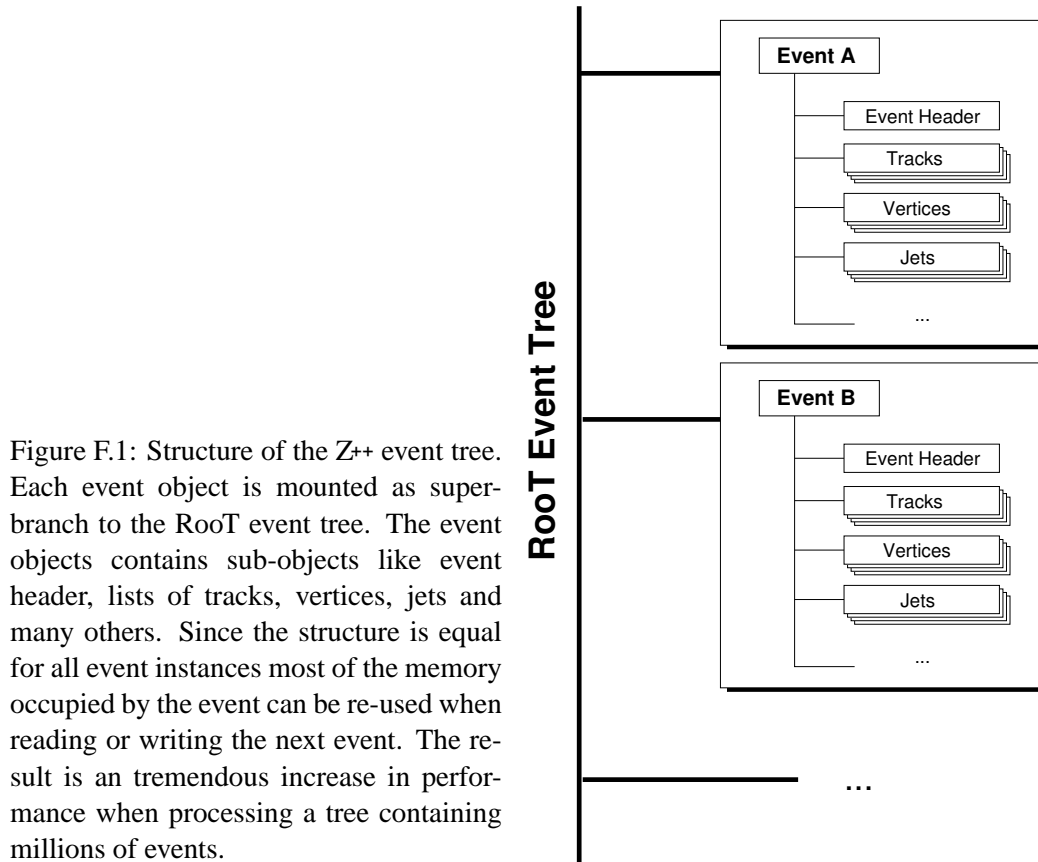 Figure F.1: Structure of the Z++ event tree.
Each event object is mounted as super-
branch to the RooT event tree. The event
objects contains sub-objects like event
header, lists of tracks, vertices, jets and
many others. Since the structure is equal
for all event instances most of the memory
occupied by the event can be re-used when
reading or writing the next event. The re-
sult is an tremendous increase in perfor-
mance when processing a tree containing
millions of events.
RooT Event Tree
Event A
Event Header
Tracks
Vertices
Jets
...
Event B
Event Header
Tracks
Vertices
Jets
...
...